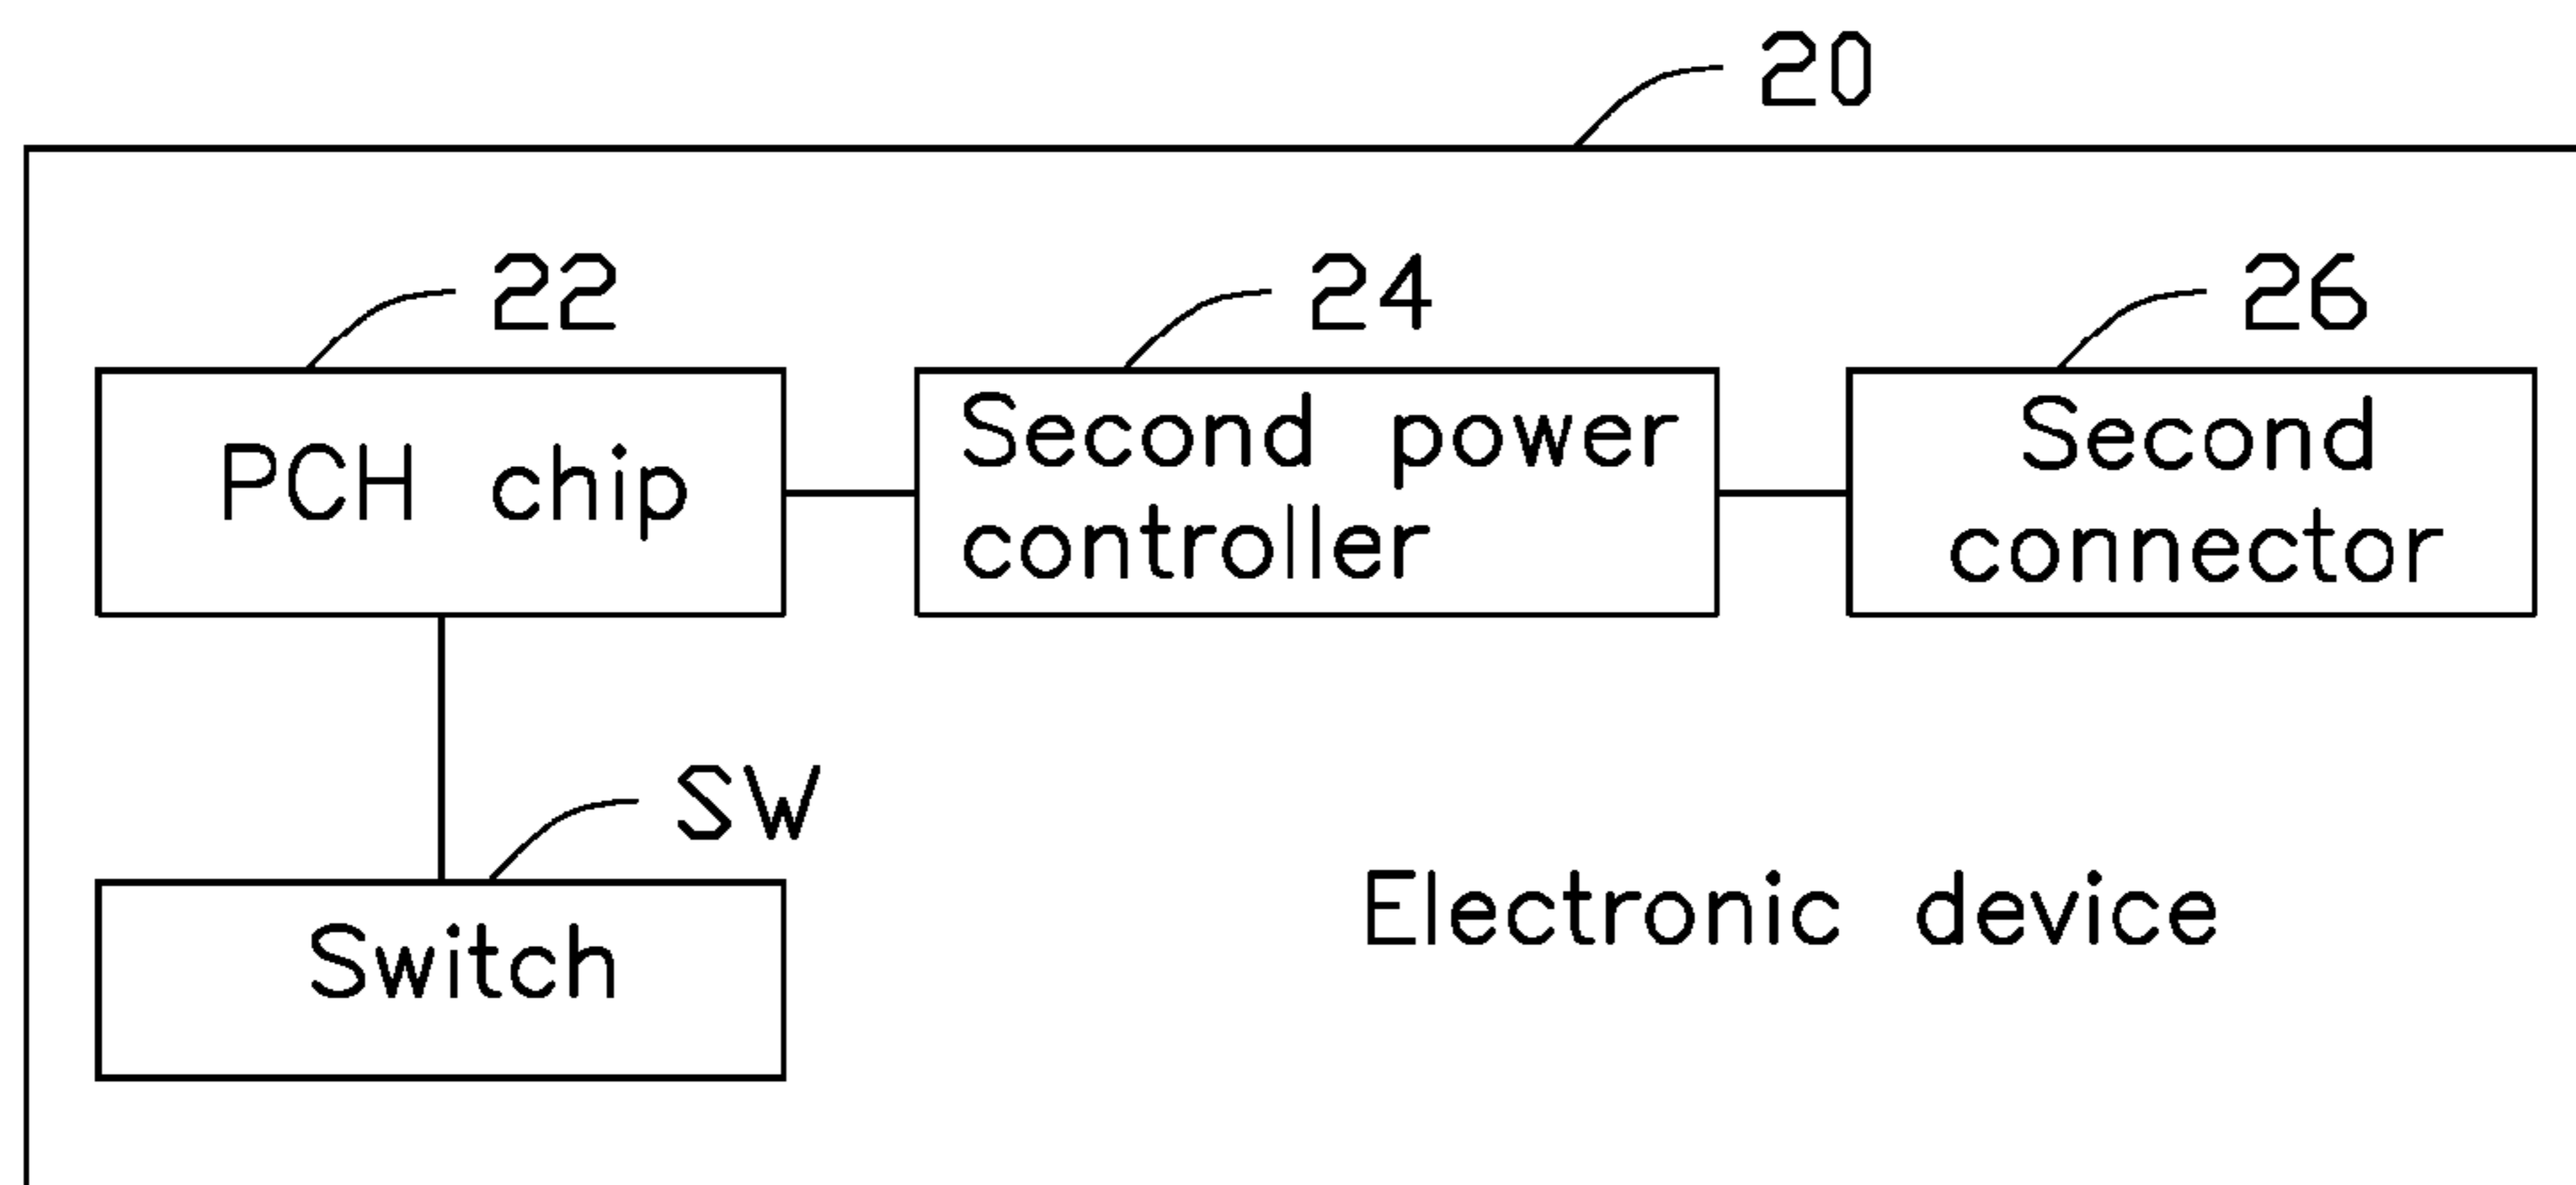 20
22
24
26
PCH chip
Second power
controller
Second
connector
SW
Switch
Electronic device